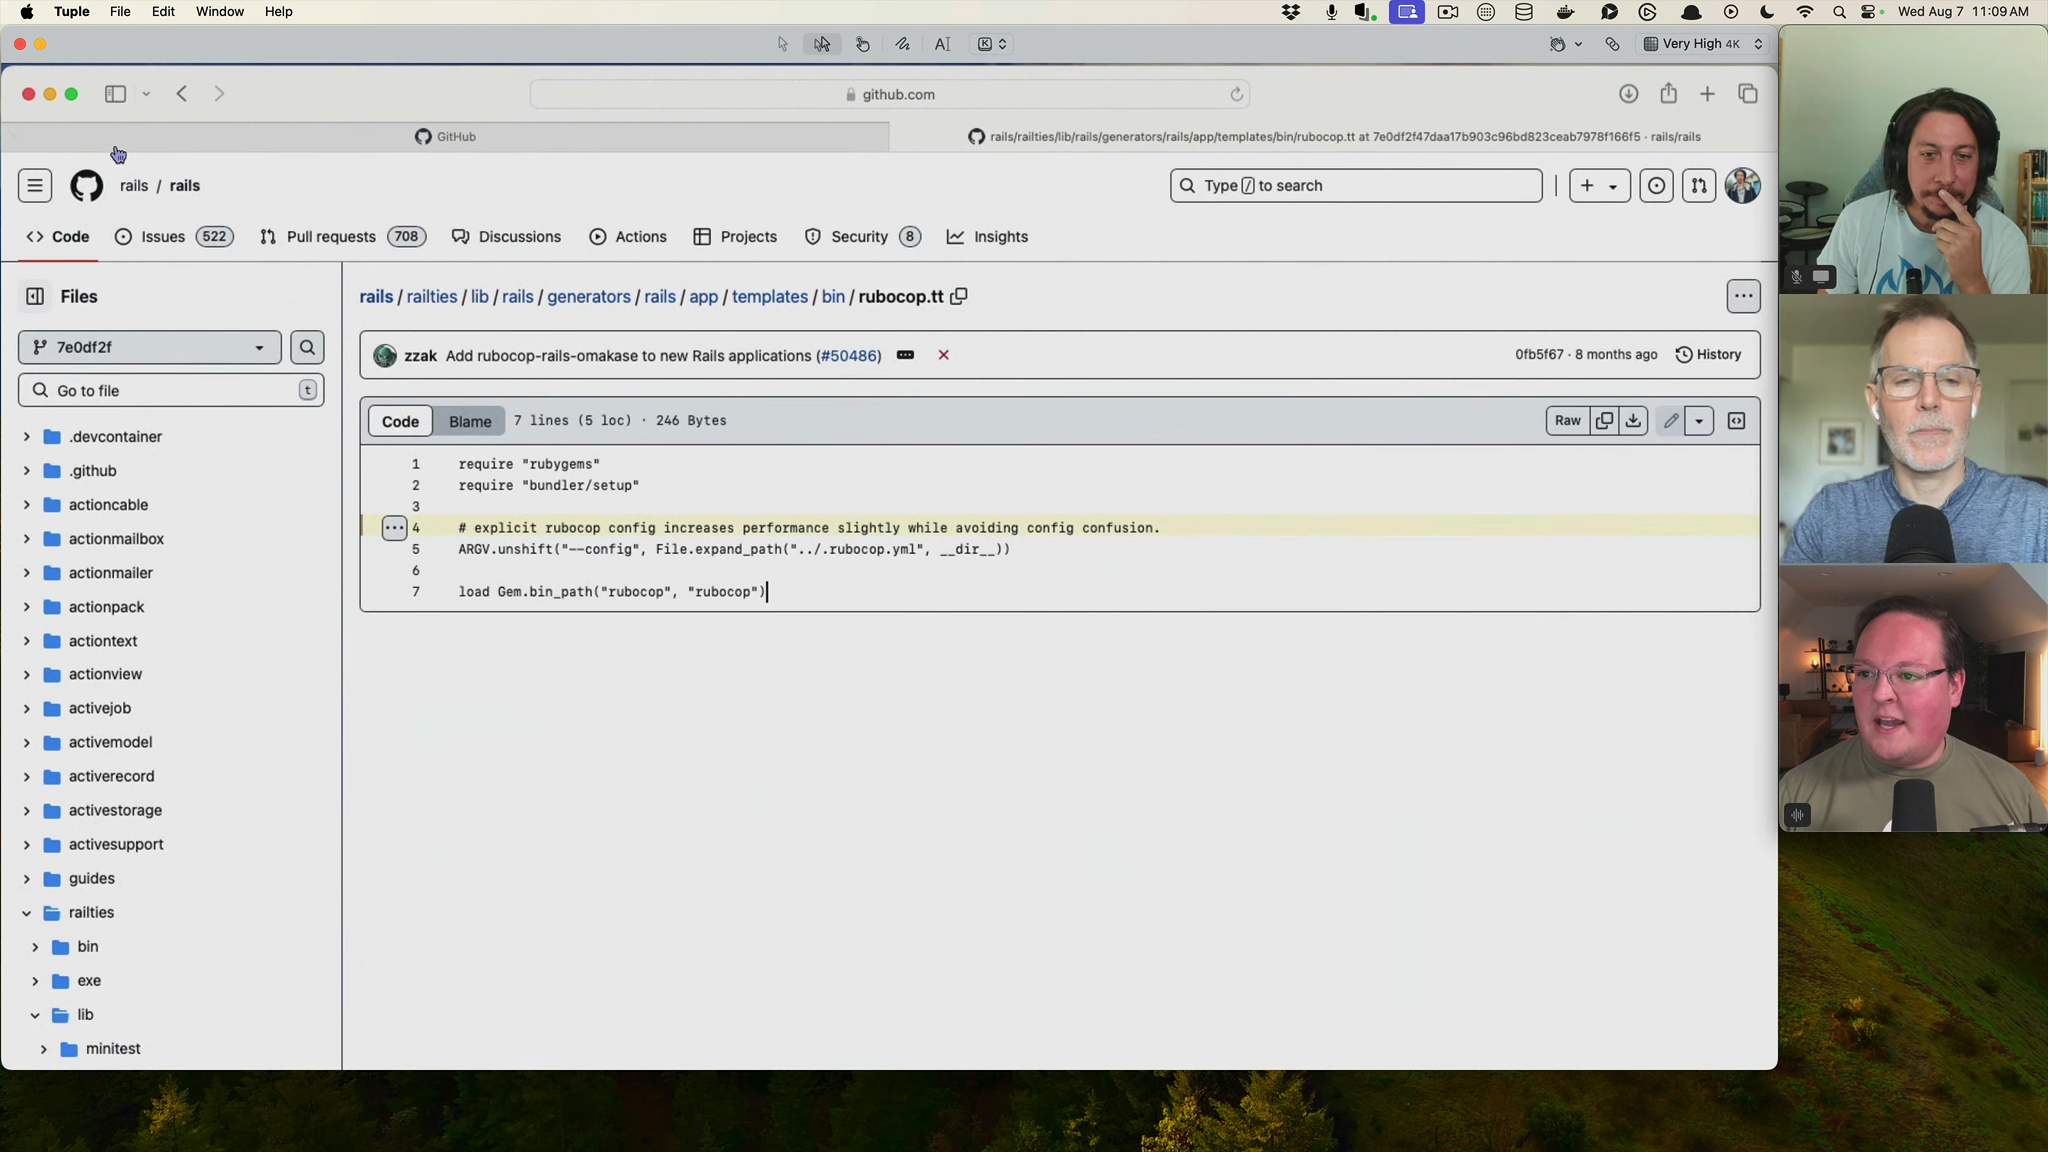 Tuple File Edit Window Help
Wed Aug 7 11:09 AM
Very High 4K
github.com
GitHub
rails/railties/lib/rails/generators/rails/app/templates/bin/rubocop.tt at 7e0df2f47daa17b903c96bd823ceab7978f166f5 · rails/rails
rails / rails
Type / to search
Code
Issues 522
Pull requests 708
Discussions
Actions
Projects
Security 8
Insights
Files
7e0df2f
Go to file t
.devcontainer
.github
actioncable
actionmailbox
actionmailer
actionpack
actiontext
actionview
activejob
activemodel
activerecord
activestorage
activesupport
guides
railties
bin
exe
lib
minitest
rails / railties / lib / rails / generators / rails / app / templates / bin / rubocop.tt
zzak Add rubocop-rails-omakase to new Rails applications (#50486)
0fb5f67 · 8 months ago History
Code Blame 7 lines (5 loc) · 246 Bytes
Raw
1 require "rubygems"
2 require "bundler/setup"
3
4 # explicit rubocop config increases performance slightly while avoiding config confusion.
5 ARGV.unshift("--config", File.expand_path("../.rubocop.yml", __dir__))
6
7 load Gem.bin_path("rubocop", "rubocop")